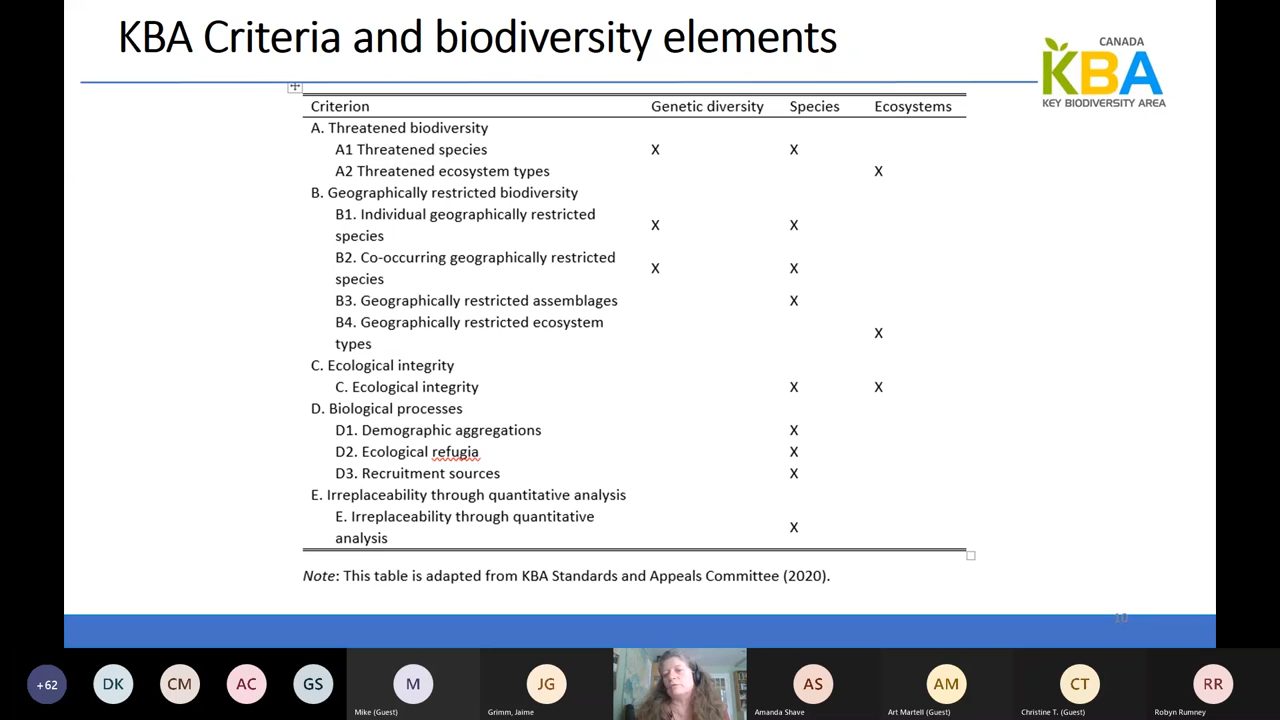 KBA Criteria and biodiversity elements
CANADA
KBA
KEY BIODIVERSITY AREA
Criterion Genetic diversity Species Ecosystems
A. Threatened biodiversity
A1 Threatened species X X
A2 Threatened ecosystem types X
B. Geographically restricted biodiversity
B1. Individual geographically restricted
species X X
B2. Co-occurring geographically restricted
species X X
B3. Geographically restricted assemblages X
B4. Geographically restricted ecosystem
types X
C. Ecological integrity
C. Ecological integrity X X
D. Biological processes
D1. Demographic aggregations X
D2. Ecological refugia X
D3. Recruitment sources X
E. Irreplaceability through quantitative analysis
E. Irreplaceability through quantitative
analysis X
Note: This table is adapted from KBA Standards and Appeals Committee (2020).
10
+62 DK CM AC GS M JG AS AM CT RR
Mike (Guest) Grimm, Jaime Amanda Shave Art Martell (Guest) Christine T. (Guest) Robyn Rumney